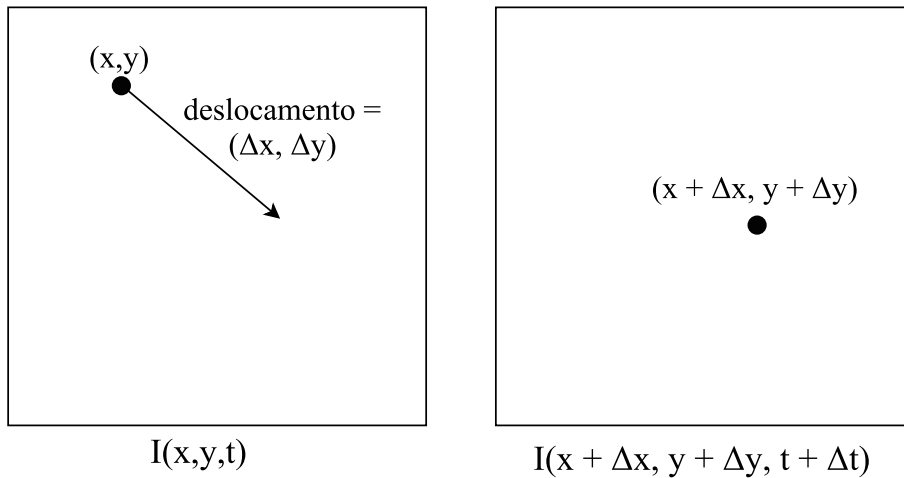 (x,y)
deslocamento =
(Δx, Δy)
I(x,y,t)
(x + Δx, y + Δy)
I(x + Δx, y + Δy, t + Δt)